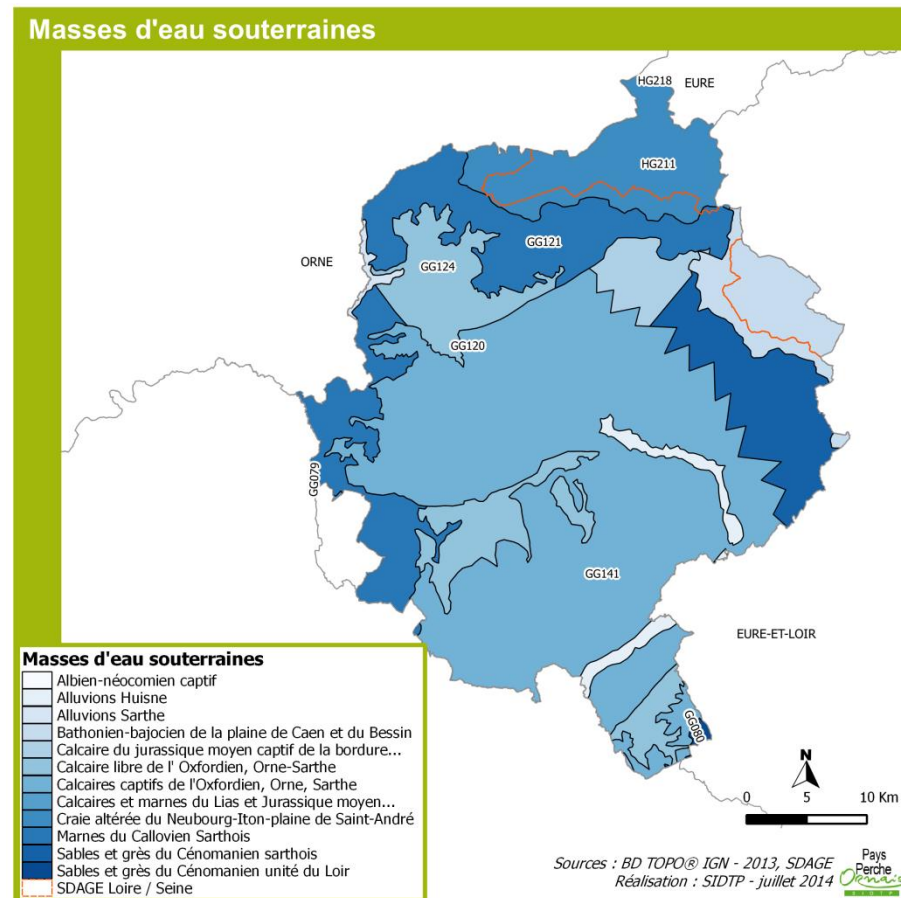 Masses d'eau souterraines
HG218
EURE
HG211
GG121
ORNE
GG124
GG120
GG079
GG141
EURE-ET-LOIR
GG080
Masses d'eau souterraines
Albien-néocomien captif
Alluvions Huisne
Alluvions Sarthe
Bathonien-bajocien de la plaine de Caen et du Bessin
Calcaire du jurassique moyen captif de la bordure...
Calcaire libre de l' Oxfordien, Orne-Sarthe
Calcaires captifs de l'Oxfordien, Orne, Sarthe
Calcaires et marnes du Lias et Jurassique moyen...
Craie altérée du Neubourg-Iton-plaine de Saint-André
Marnes du Callovien Sarthois
Sables et grès du Cénomanien sarthois
Sables et grès du Cénomanien unité du Loir
SDAGE Loire / Seine
N
0 5 10 Km
Sources : BD TOPO® IGN - 2013, SDAGE
Réalisation : SIDTP - juillet 2014
Pays
Perche
Ornais
SIDTP